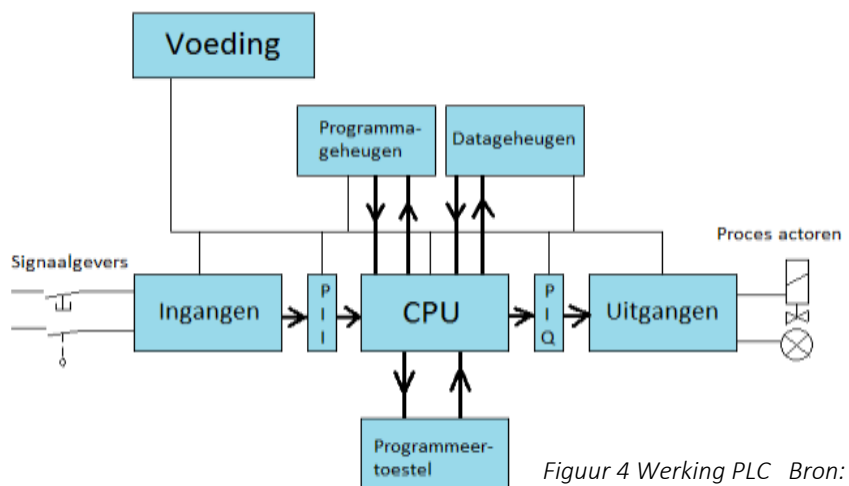 Voeding
Programma-
geheugen
Datageheugen
Proces actoren
Signaalgevers
Ingangen
P
I
I
CPU
P
I
Q
Uitgangen
Programmeer-
toestel
Figuur 4 Werking PLC Bron: